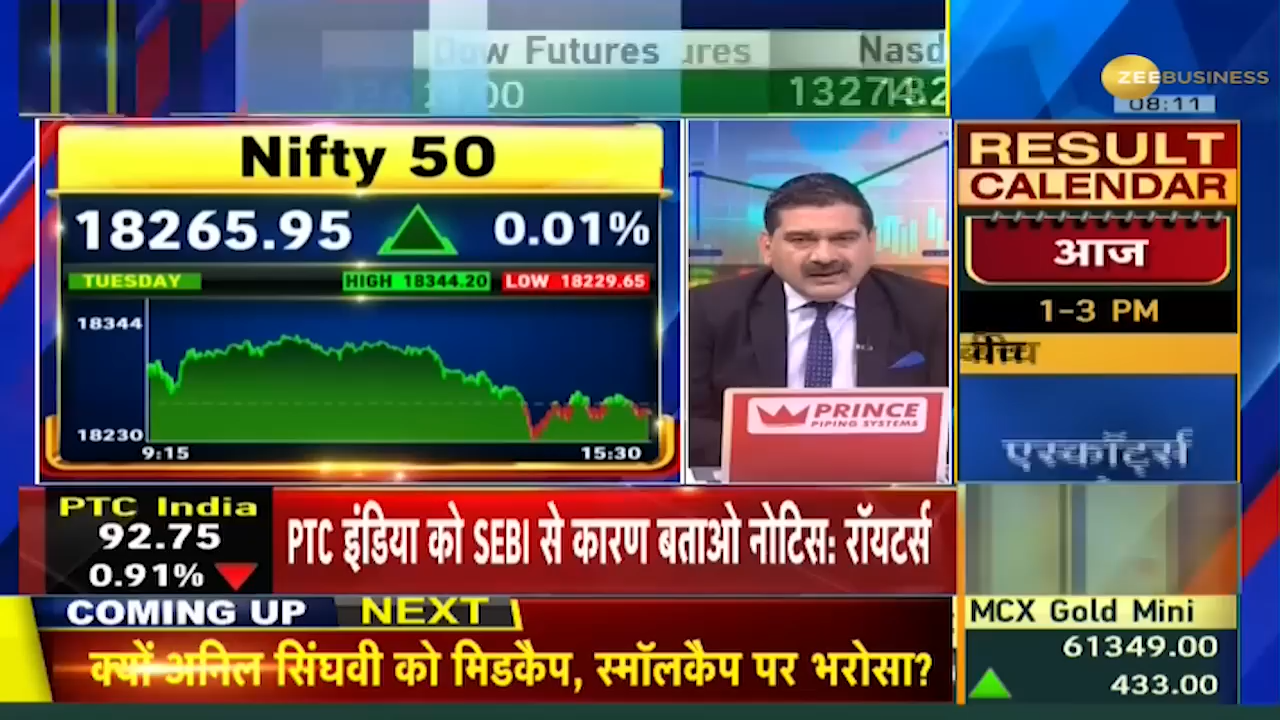 Dow Futures
Nasd
ZEEBUSINESS
08:11
Nifty 50
18265.95 0.01%
TUESDAY HIGH 18344.20 LOW 18229.65
18344
18230
9:15 15:30
PRINCE
PIPING SYSTEMS
RESULT
CALENDAR
आज
1-3 PM
एस्कॉर्ट्स
PTC India
92.75
0.91%
PTC इंडिया को SEBI से कारण बताओ नोटिस: रॉयटर्स
COMING UP NEXT
क्यों अनिल सिंघवी को मिडकैप, स्मॉलकैप पर भरोसा?
MCX Gold Mini
61349.00
433.00